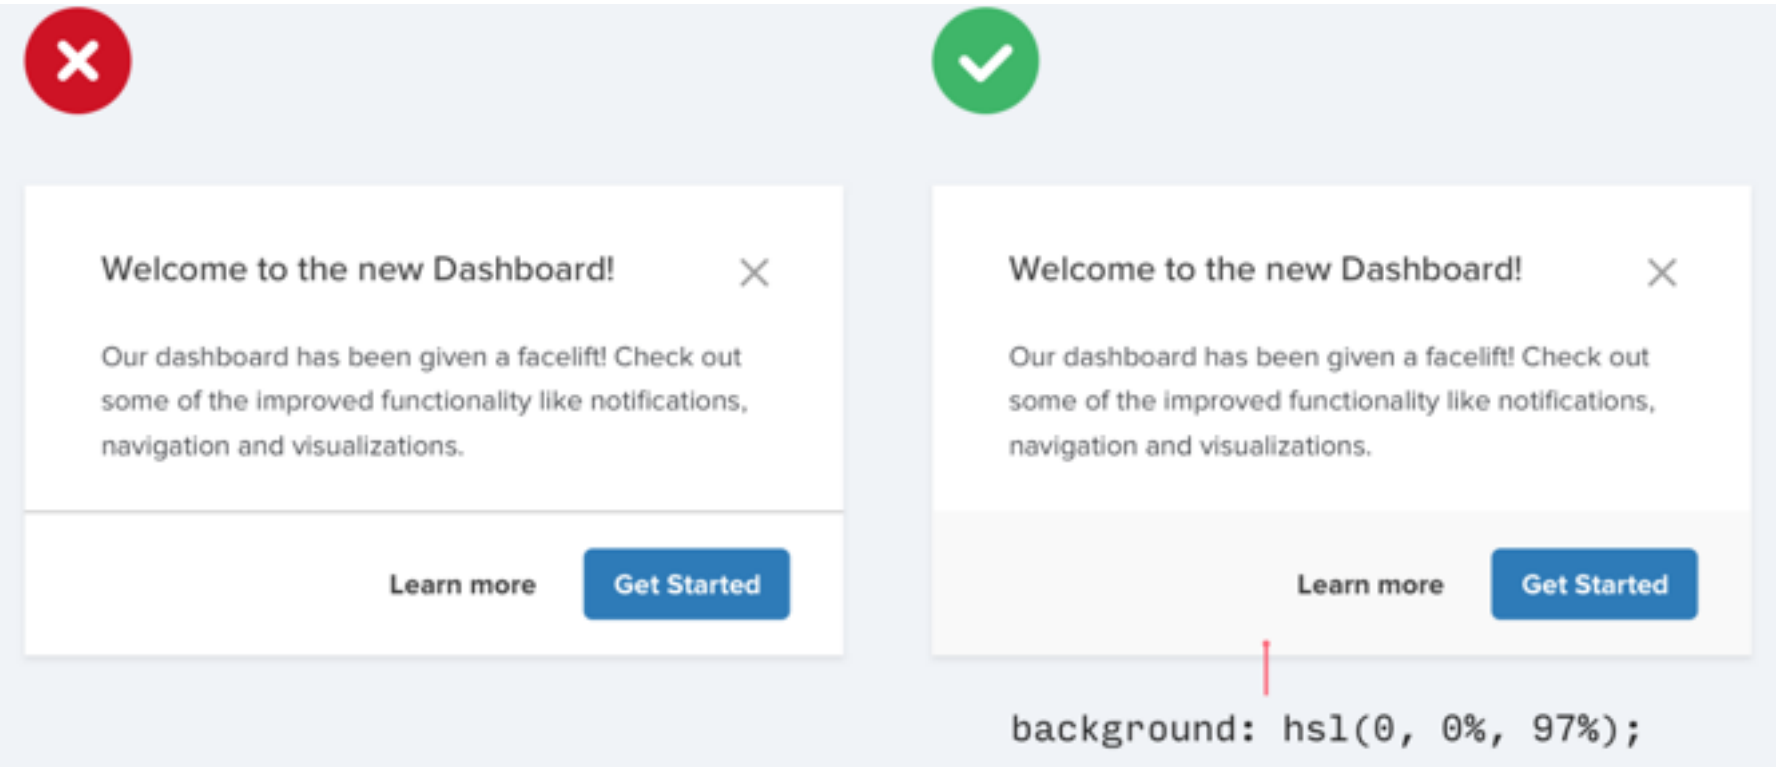 Welcome to the new Dashboard!
Our dashboard has been given a facelift! Check out
some of the improved functionality like notifications,
navigation and visualizations.
Learn more
Get Started
Welcome to the new Dashboard!
Our dashboard has been given a facelift! Check out
some of the improved functionality like notifications,
navigation and visualizations.
Learn more
Get Started
background: hsl(0, 0%, 97%);